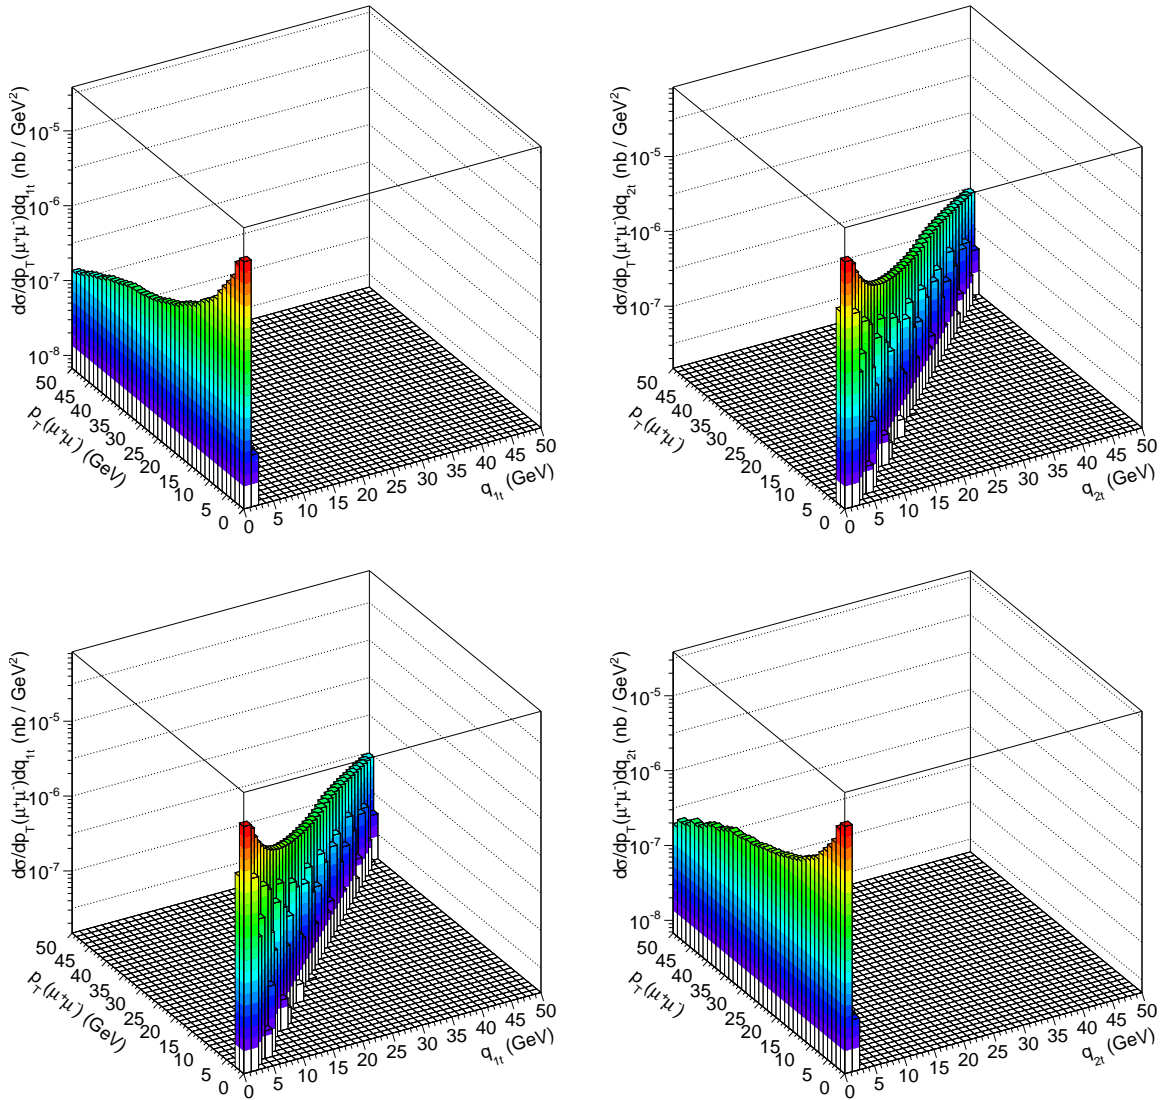 dσ/dp_T(μ⁺μ⁻)dq_1t (nb / GeV²)
10⁻⁵
10⁻⁶
10⁻⁷
10⁻⁸
50 45 40 35 30 25 20 15 10 5 0
p_T(μ⁺μ⁻) (GeV)
0 5 10 15 20 25 30 35 40 45 50
q_1t (GeV)
dσ/dp_T(μ⁺μ⁻)dq_2t (nb / GeV²)
10⁻⁵
10⁻⁶
10⁻⁷
50 45 40 35 30 25 20 15 10 5 0
p_T(μ⁺μ⁻)
0 5 10 15 20 25 30 35 40 45 50
q_2t (GeV)
dσ/dp_T(μ⁺μ⁻)dq_1t (nb / GeV²)
10⁻⁵
10⁻⁶
10⁻⁷
50 45 40 35 30 25 20 15 10 5 0
p_T(μ⁺μ⁻) (GeV)
0 5 10 15 20 25 30 35 40 45 50
q_1t (GeV)
dσ/dp_T(μ⁺μ⁻)dq_2t (nb / GeV²)
10⁻⁵
10⁻⁶
10⁻⁷
10⁻⁸
50 45 40 35 30 25 20 15 10 5 0
p_T(μ⁺μ⁻)
0 5 10 15 20 25 30 35 40 45 50
q_2t (GeV)